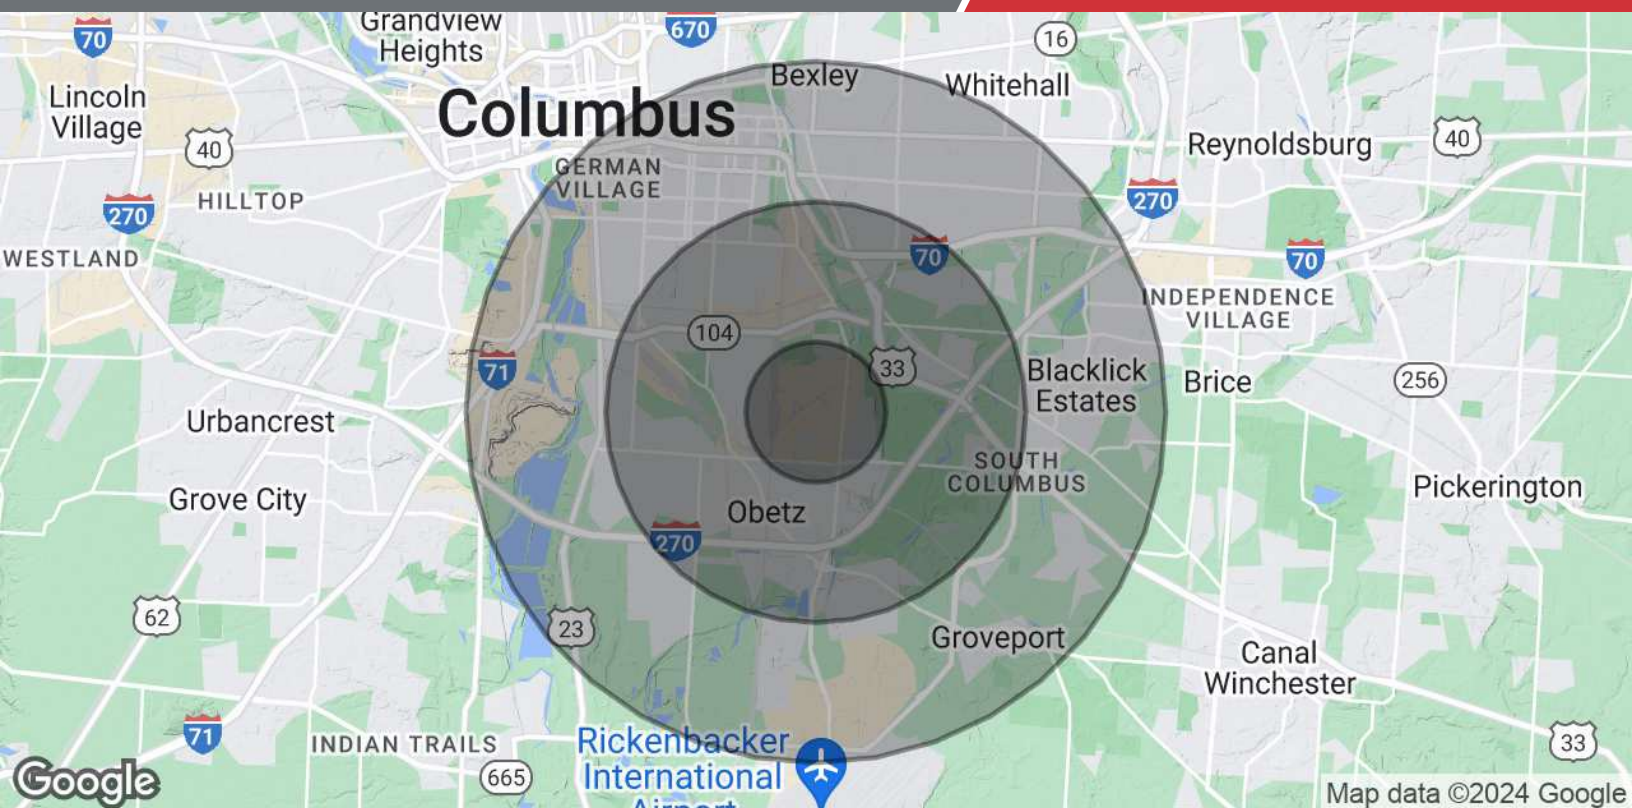 Grandview
Heights
670
70
16
Bexley
Whitehall
Lincoln
Village
Columbus
40
Reynoldsburg
40
GERMAN
VILLAGE
HILLTOP
270
270
WESTLAND
70
70
INDEPENDENCE
VILLAGE
104
71
33
Blacklick
Estates
Brice
256
Urbancrest
SOUTH
COLUMBUS
Grove City
Pickerington
Obetz
270
62
23
Groveport
Canal
Winchester
71
INDIAN TRAILS
Rickenbacker
International
Airport
665
33
Google
Map data ©2024 Google